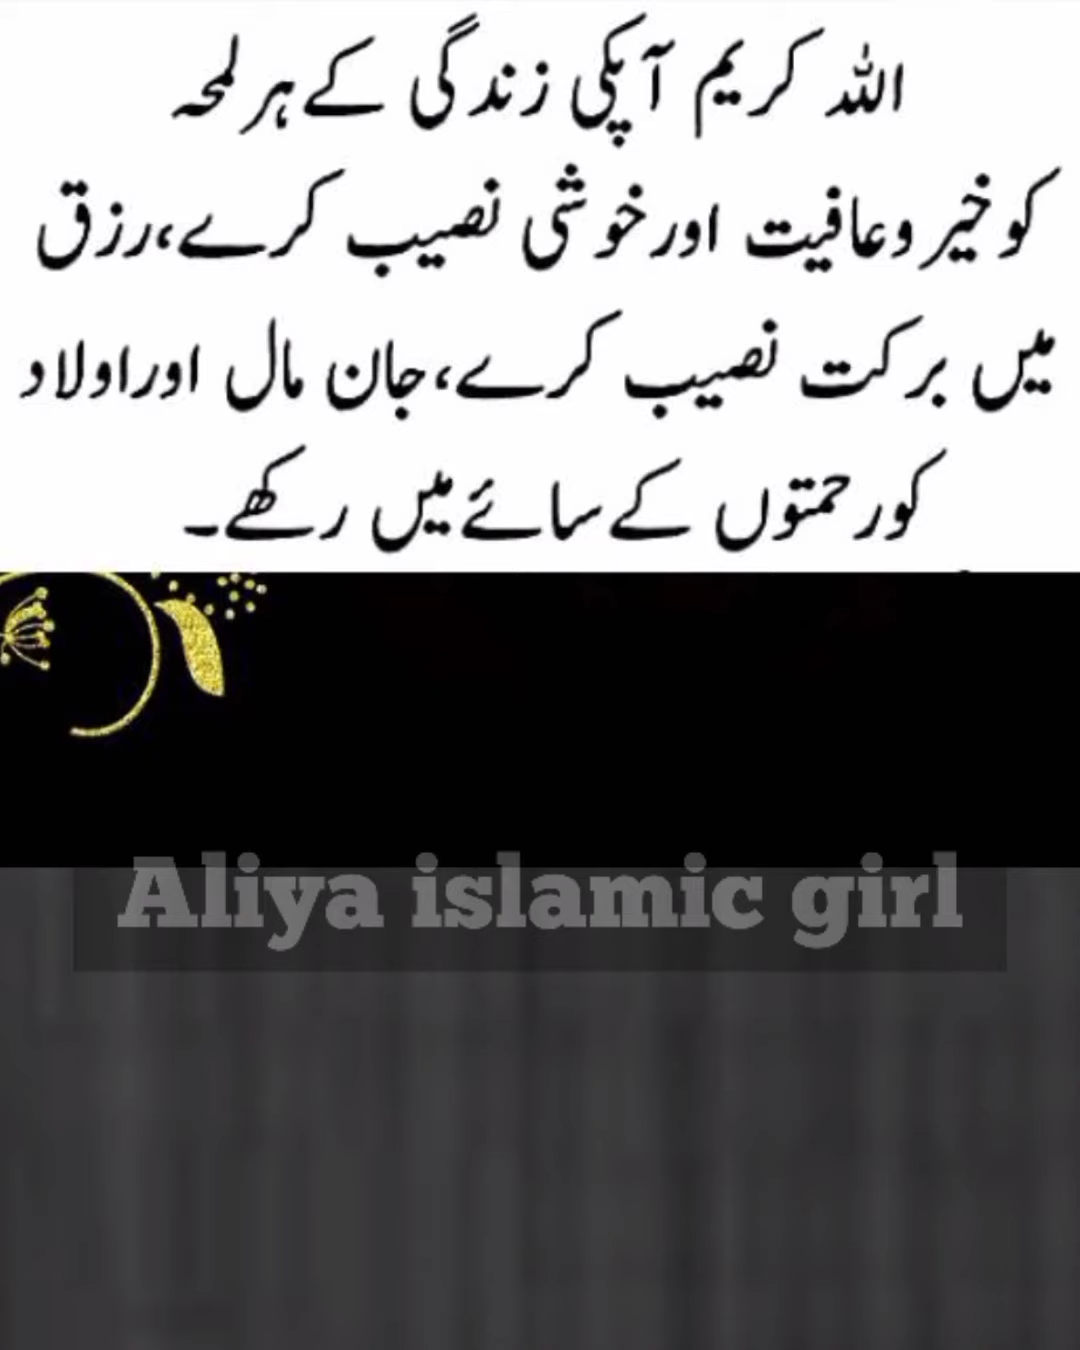 اللہ کریم آپکی زندگی کے ہر لمحہ
کو خیر و عافیت اور خوشی نصیب کرے، رزق
میں برکت نصیب کرے، جان مال اور اولاد
کو رحمتوں کے سائے میں رکھے۔
Aliya islamic girl